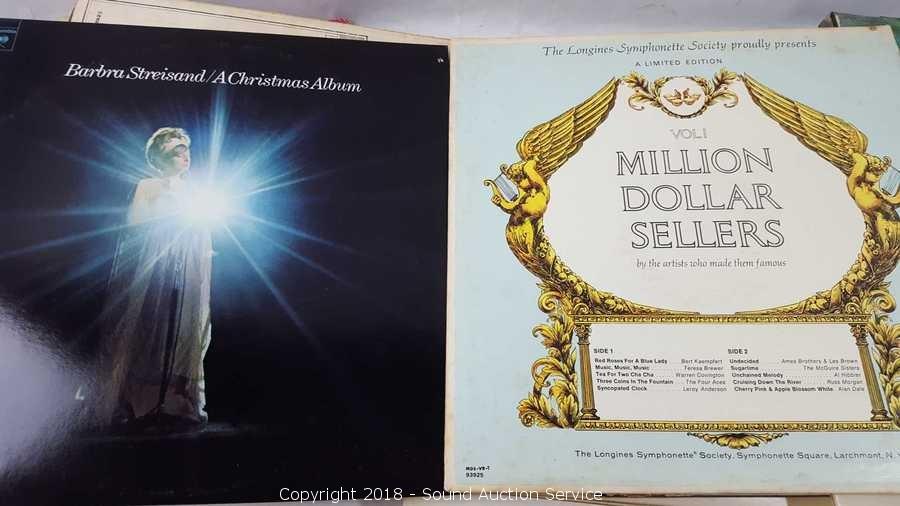 Barbra Streisand/A Christmas Album
The Longines Symphonette Society proudly presents
A LIMITED EDITION
VOL I
MILLION
DOLLAR
SELLERS
by the artists who made them famous
SIDE 1
Red Roses For A Blue Lady Bert Kaempfert
Music, Music, Music Teresa Brewer
Tea For Two Cha Cha Warren Covington
Three Coins In The Fountain The Four Aces
Syncopated Clock Leroy Anderson
SIDE 2
Undecided Ames Brothers & Les Brown
Sugartime The McGuire Sisters
Unchained Melody Al Hibbler
Cruising Down The River Russ Morgan
Cherry Pink & Apple Blossom White Alan Dale
The Longines Symphonette® Society, Symphonette Square, Larchmont, N.
93925
Copyright 2018 - Sound Auction Service